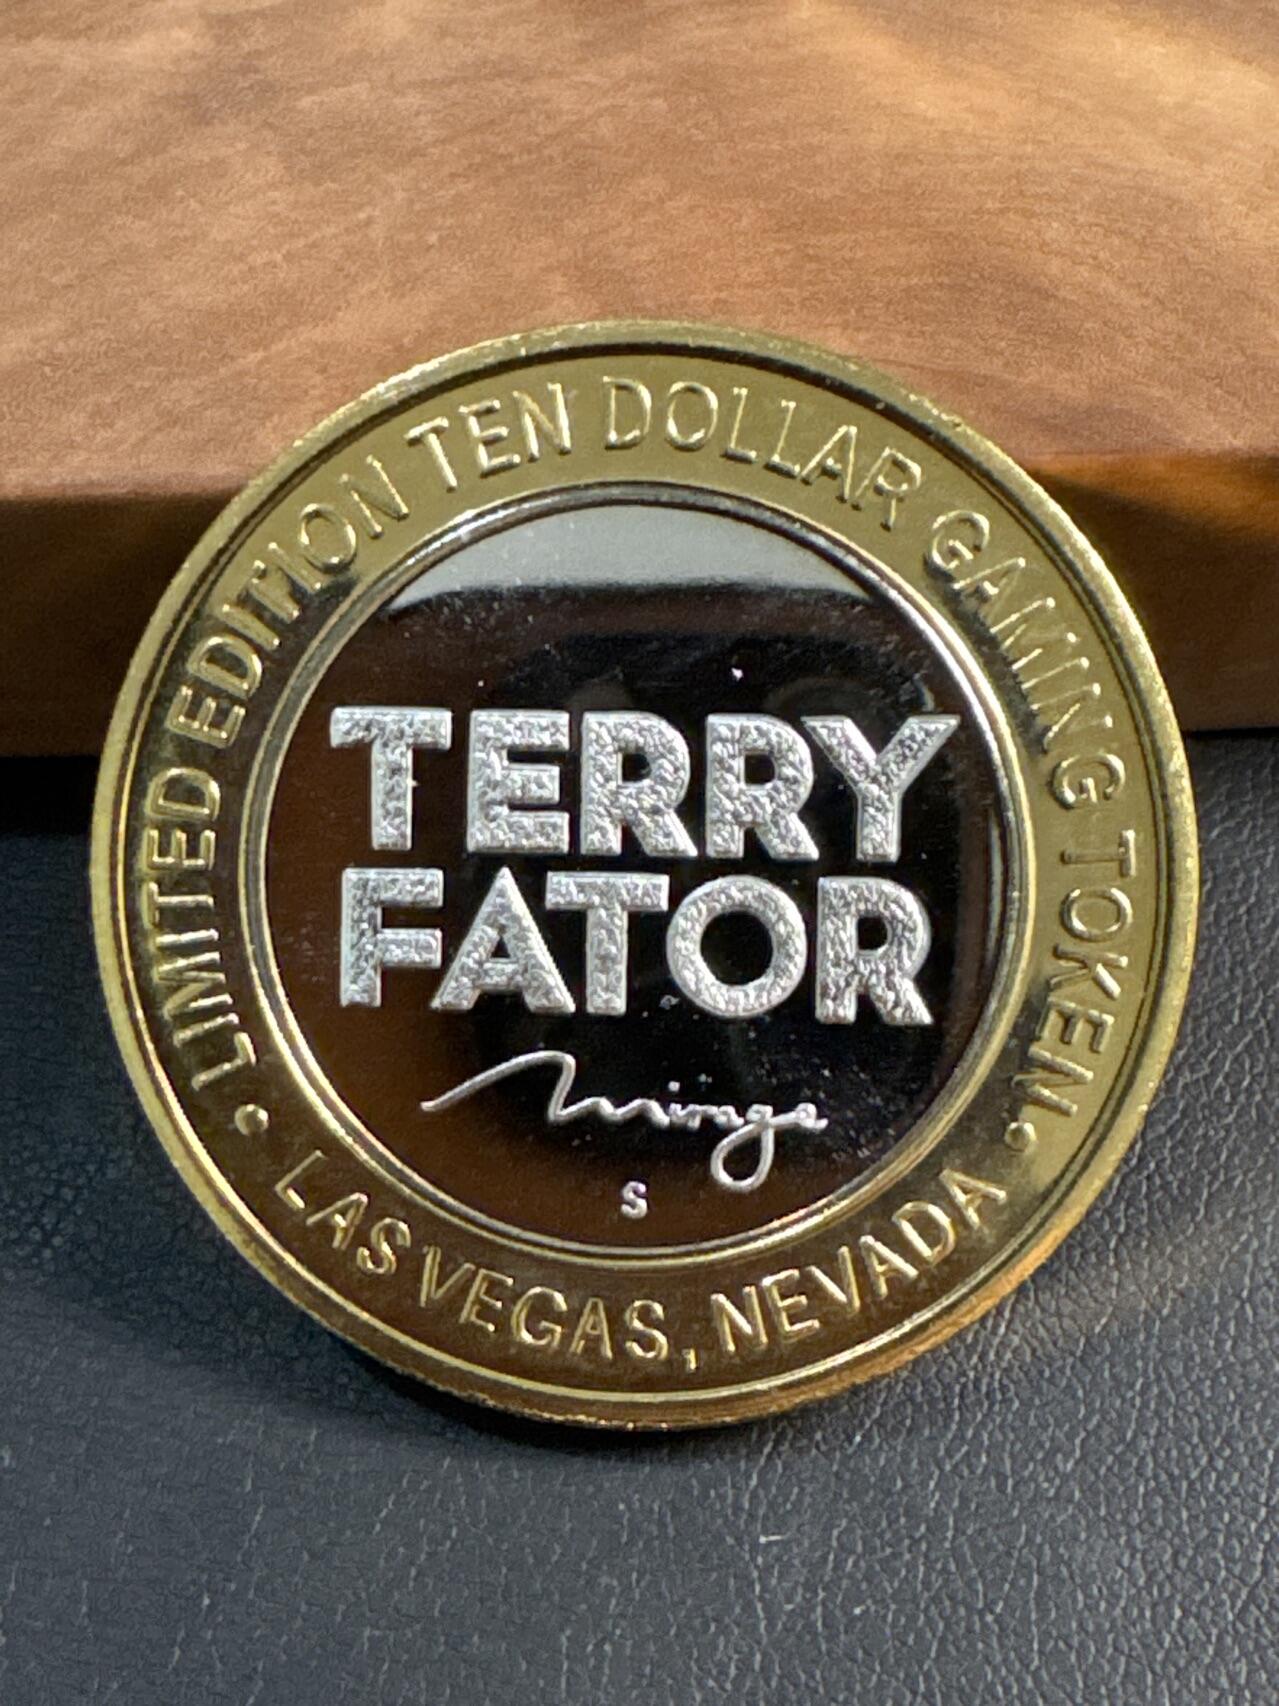 LIMITED EDITION TEN DOLLAR GAMING TOKEN
TERRY
FATOR
Mirage
S
• LAS VEGAS, NEVADA •